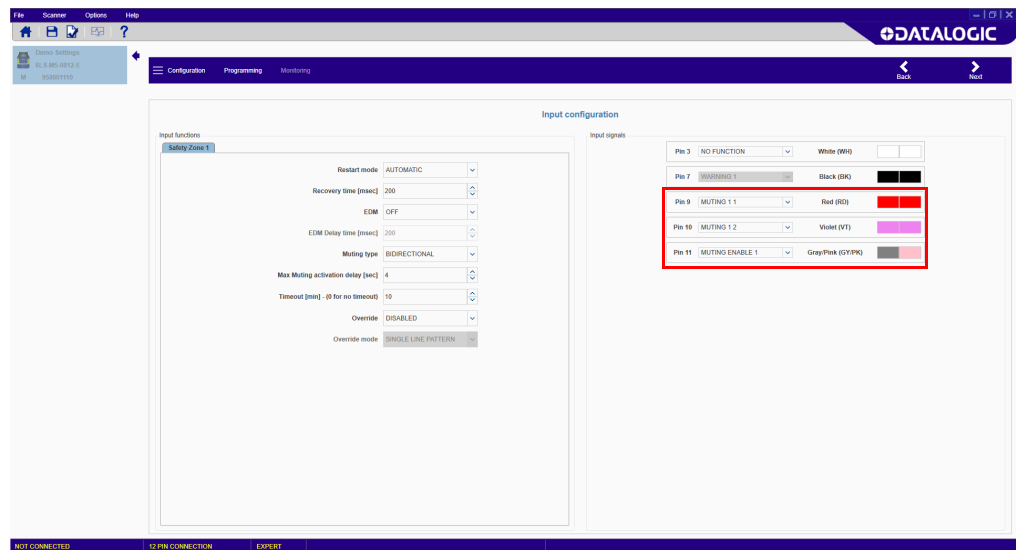 File Scanner Options Help
DATALOGIC
Demo Settings
SLS-M5-0812-E
M 958001110
Configuration Programming Monitoring Back Next
Input configuration
Input functions
Safety Zone 1
Restart mode AUTOMATIC
Recovery time [msec] 200
EDM OFF
EDM Delay time [msec] 200
Muting type BIDIRECTIONAL
Max Muting activation delay [sec] 4
Timeout [min] - (0 for no timeout) 10
Override DISABLED
Override mode SINGLE LINE PATTERN
Input signals
Pin 3 NO FUNCTION White (WH)
Pin 7 WARNING 1 Black (BK)
Pin 9 MUTING 1 1 Red (RD)
Pin 10 MUTING 1 2 Violet (VT)
Pin 11 MUTING ENABLE 1 Gray/Pink (GY/PK)
NOT CONNECTED 12 PIN CONNECTION EXPERT